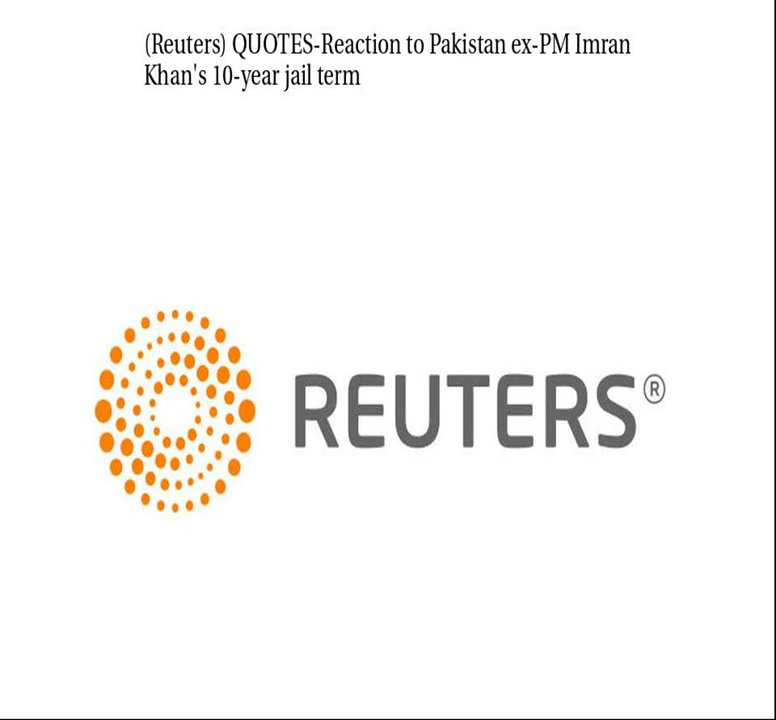 (Reuters) QUOTES-Reaction to Pakistan ex-PM Imran
Khan's 10-year jail term
REUTERS®